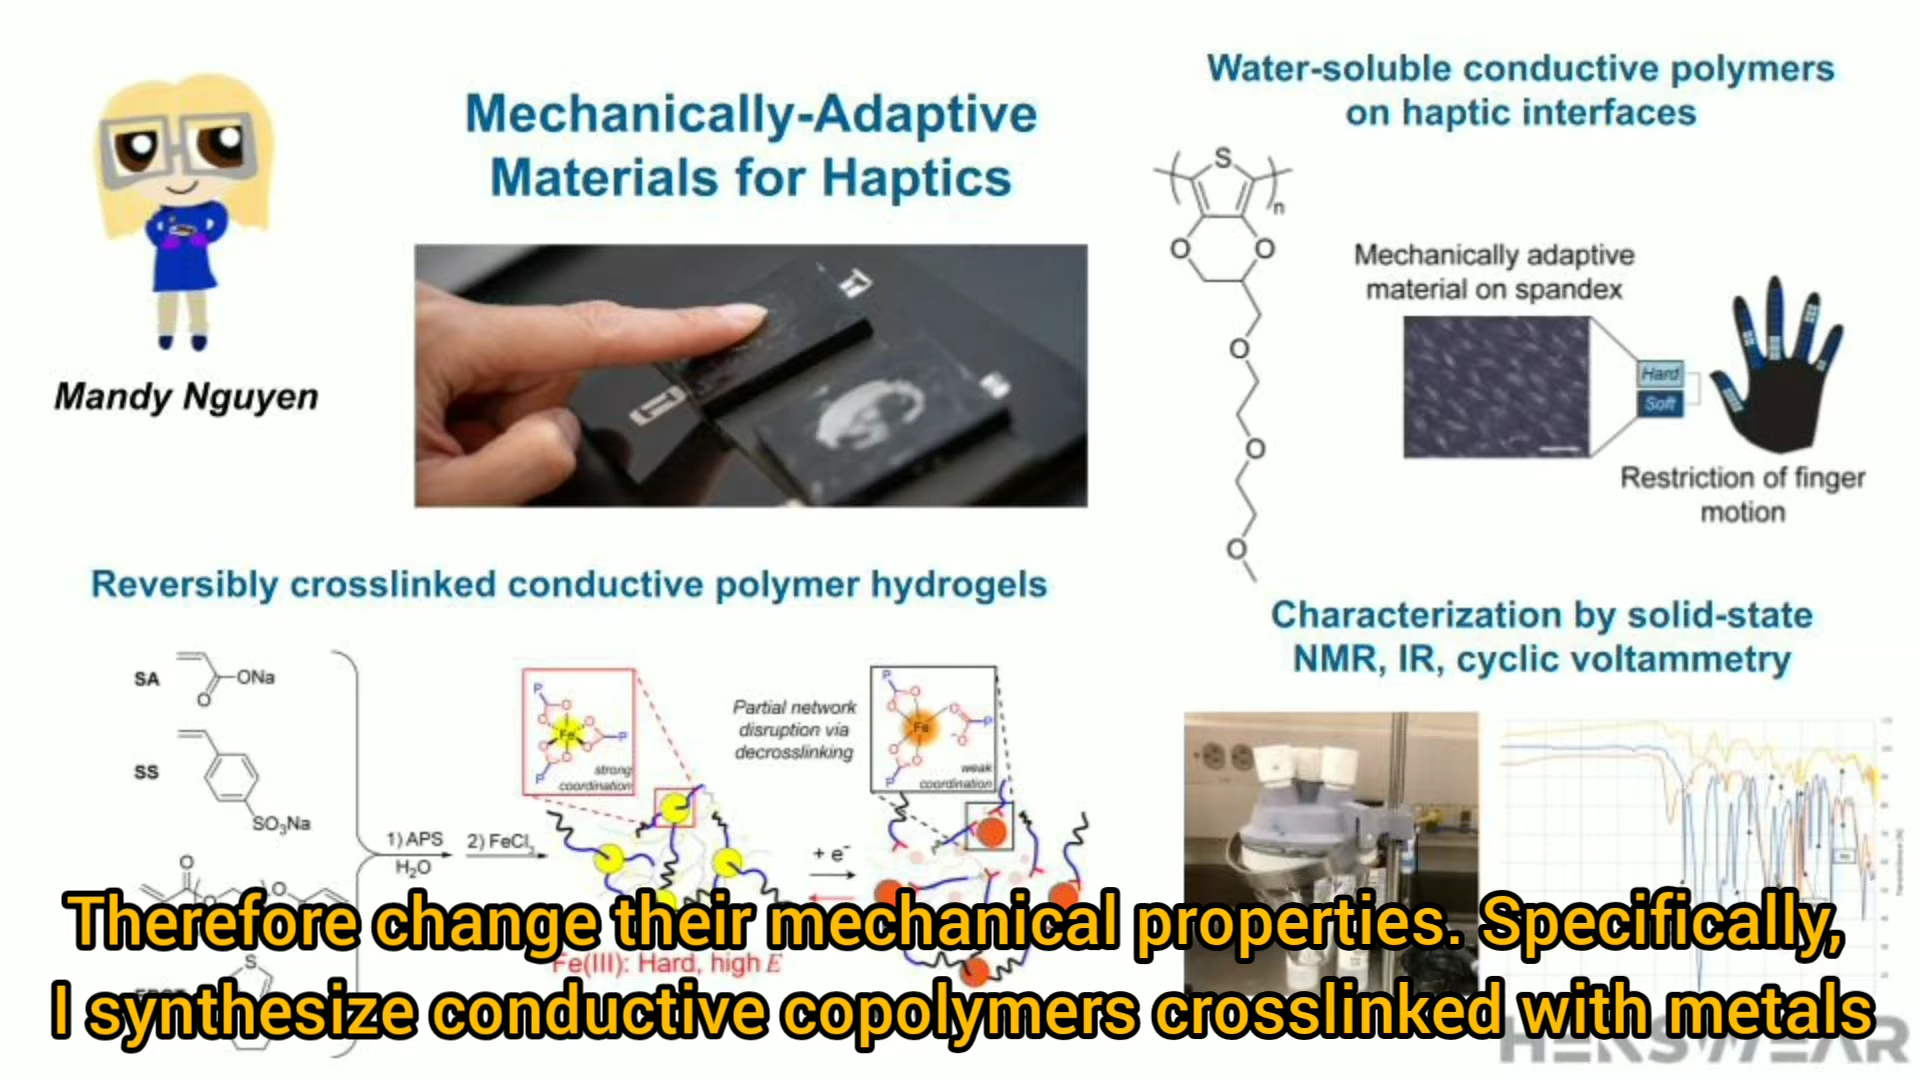 Mandy Nguyen
Mechanically-Adaptive
Materials for Haptics
Water-soluble conductive polymers
on haptic interfaces
S
n
O
O
O
O
O
Mechanically adaptive
material on spandex
Hard
Soft
Restriction of finger
motion
Reversibly crosslinked conductive polymer hydrogels
SA
ONa
O
SS
SO3Na
O
O
O
S
1) APS
H2O
2) FeCl3
P
O
O
Fe
O
O
O
O
P
P
strong
coordination
Partial network
disruption via
decrosslinking
P
O
O
Fe
O
O
O
O
P
P
weak
coordination
+ e-
Fe(III): Hard, high E
Characterization by solid-state
NMR, IR, cyclic voltammetry
Therefore change their mechanical properties. Specifically,
I synthesize conductive copolymers crosslinked with metals